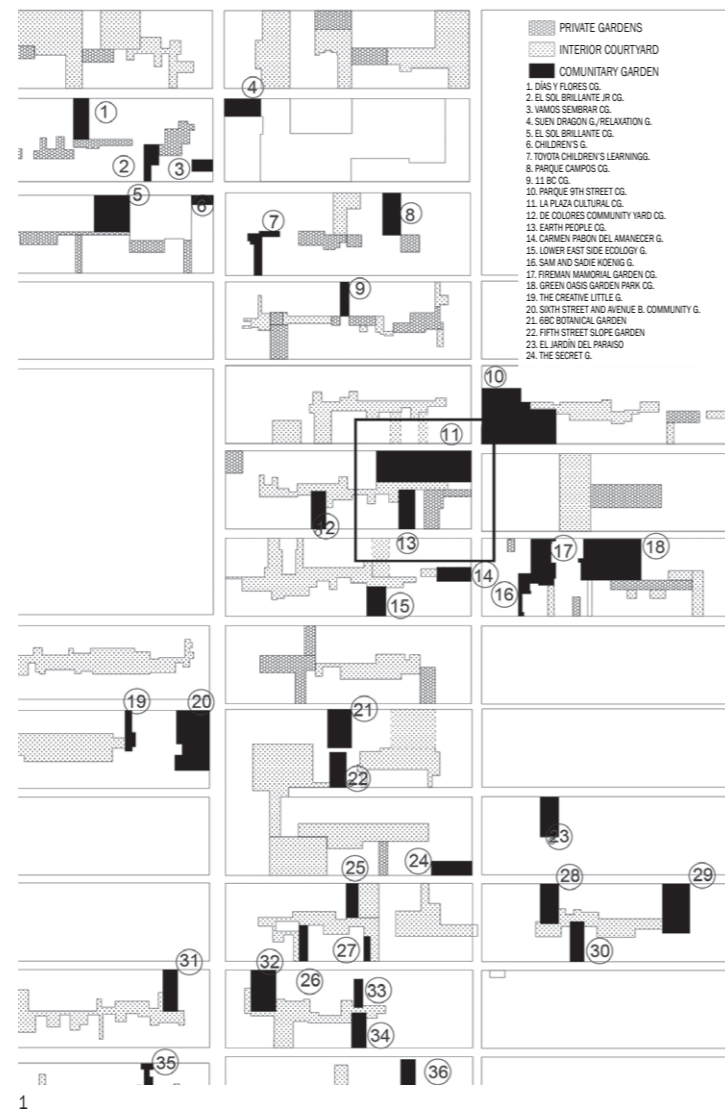 PRIVATE GARDENS
INTERIOR COURTYARD
COMUNITARY GARDEN
1. DÍAS Y FLORES CG.
2. EL SOL BRILLANTE JR CG.
3. VAMOS SEMBRAR CG.
4. SUEN DRAGON G./RELAXATION G.
5. EL SOL BRILLANTE CG.
6. CHILDREN'S G.
7. TOYOTA CHILDREN'S LEARNINGG.
8. PARQUE CAMPOS CG.
9. 11 BC CG.
10. PARQUE 9TH STREET CG.
11. LA PLAZA CULTURAL CG.
12. DE COLORES COMMUNITY YARD CG.
13. EARTH PEOPLE CG.
14. CARMEN PABON DEL AMANECER G.
15. LOWER EAST SIDE ECOLOGY G.
16. SAM AND SADIE KOENIG G.
17. FIREMAN MAMORIAL GARDEN CG.
18. GREEN OASIS GARDEN PARK CG.
19. THE CREATIVE LITTLE G.
20. SIXTH STREET AND AVENUE B. COMMUNITY G.
21. 6BC BOTANICAL GARDEN
22. FIFTH STREET SLOPE GARDEN
23. EL JARDÍN DEL PARAISO
24. THE SECRET G.
4
1
2
3
5
6
7
8
9
10
11
12
13
14
15
16
17
18
19
20
21
22
23
24
25
26
27
28
29
30
31
32
33
34
35
36
1